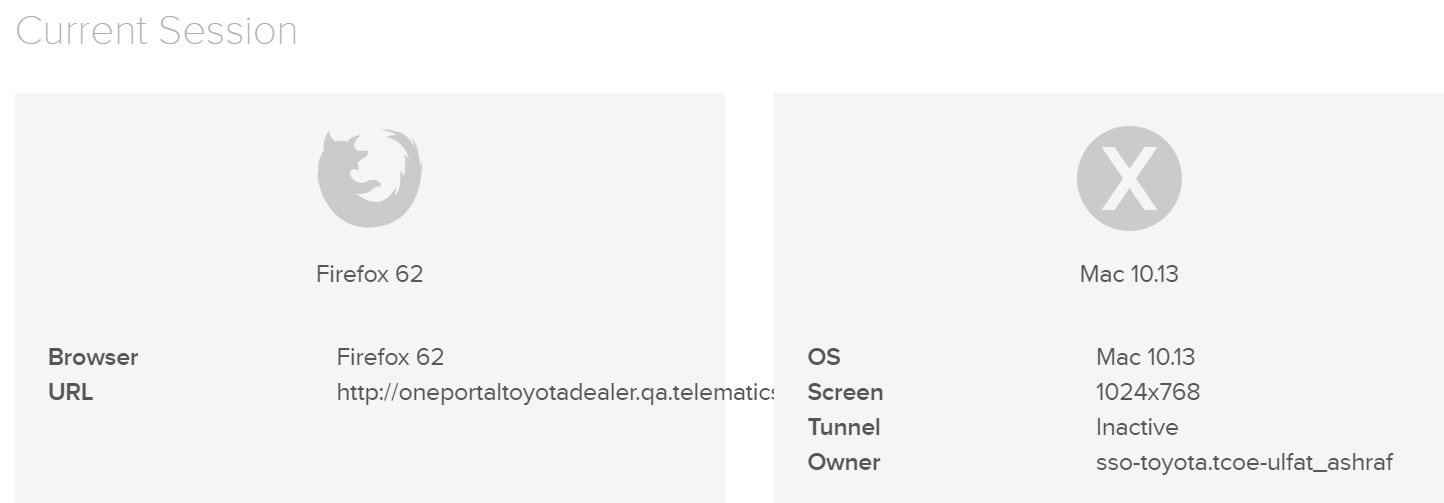 Current Session
Firefox 62
Browser Firefox 62
URL http://oneportaltoyotadealer.qa.telematics
X
Mac 10.13
OS Mac 10.13
Screen 1024x768
Tunnel Inactive
Owner sso-toyota.tcoe-ulfat_ashraf